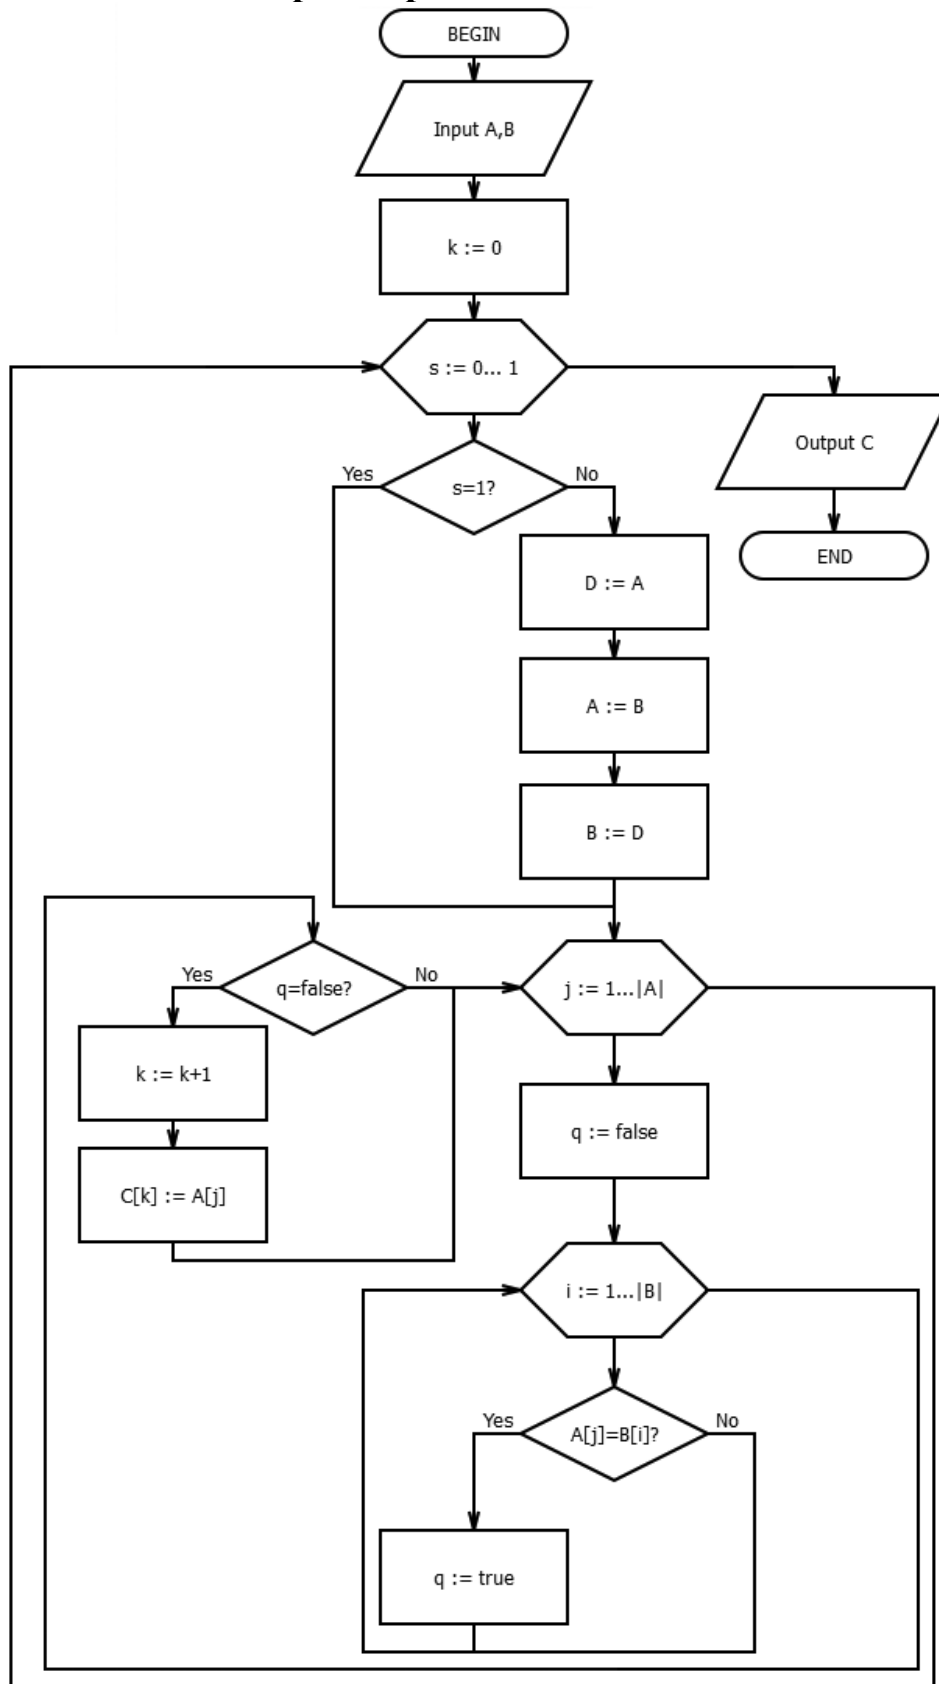 BEGIN
Input A,B
k := 0
s := 0... 1
Yes
s=1?
No
Output C
END
D := A
A := B
B := D
Yes
q=false?
No
j := 1...|A|
k := k+1
q := false
C[k] := A[j]
i := 1...|B|
Yes
A[j]=B[i]?
No
q := true